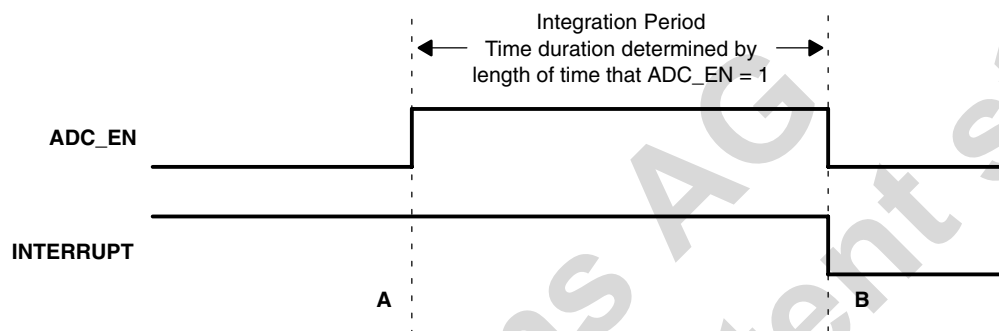 Integration Period
Time duration determined by
length of time that ADC_EN = 1
ADC_EN
INTERRUPT
A
B